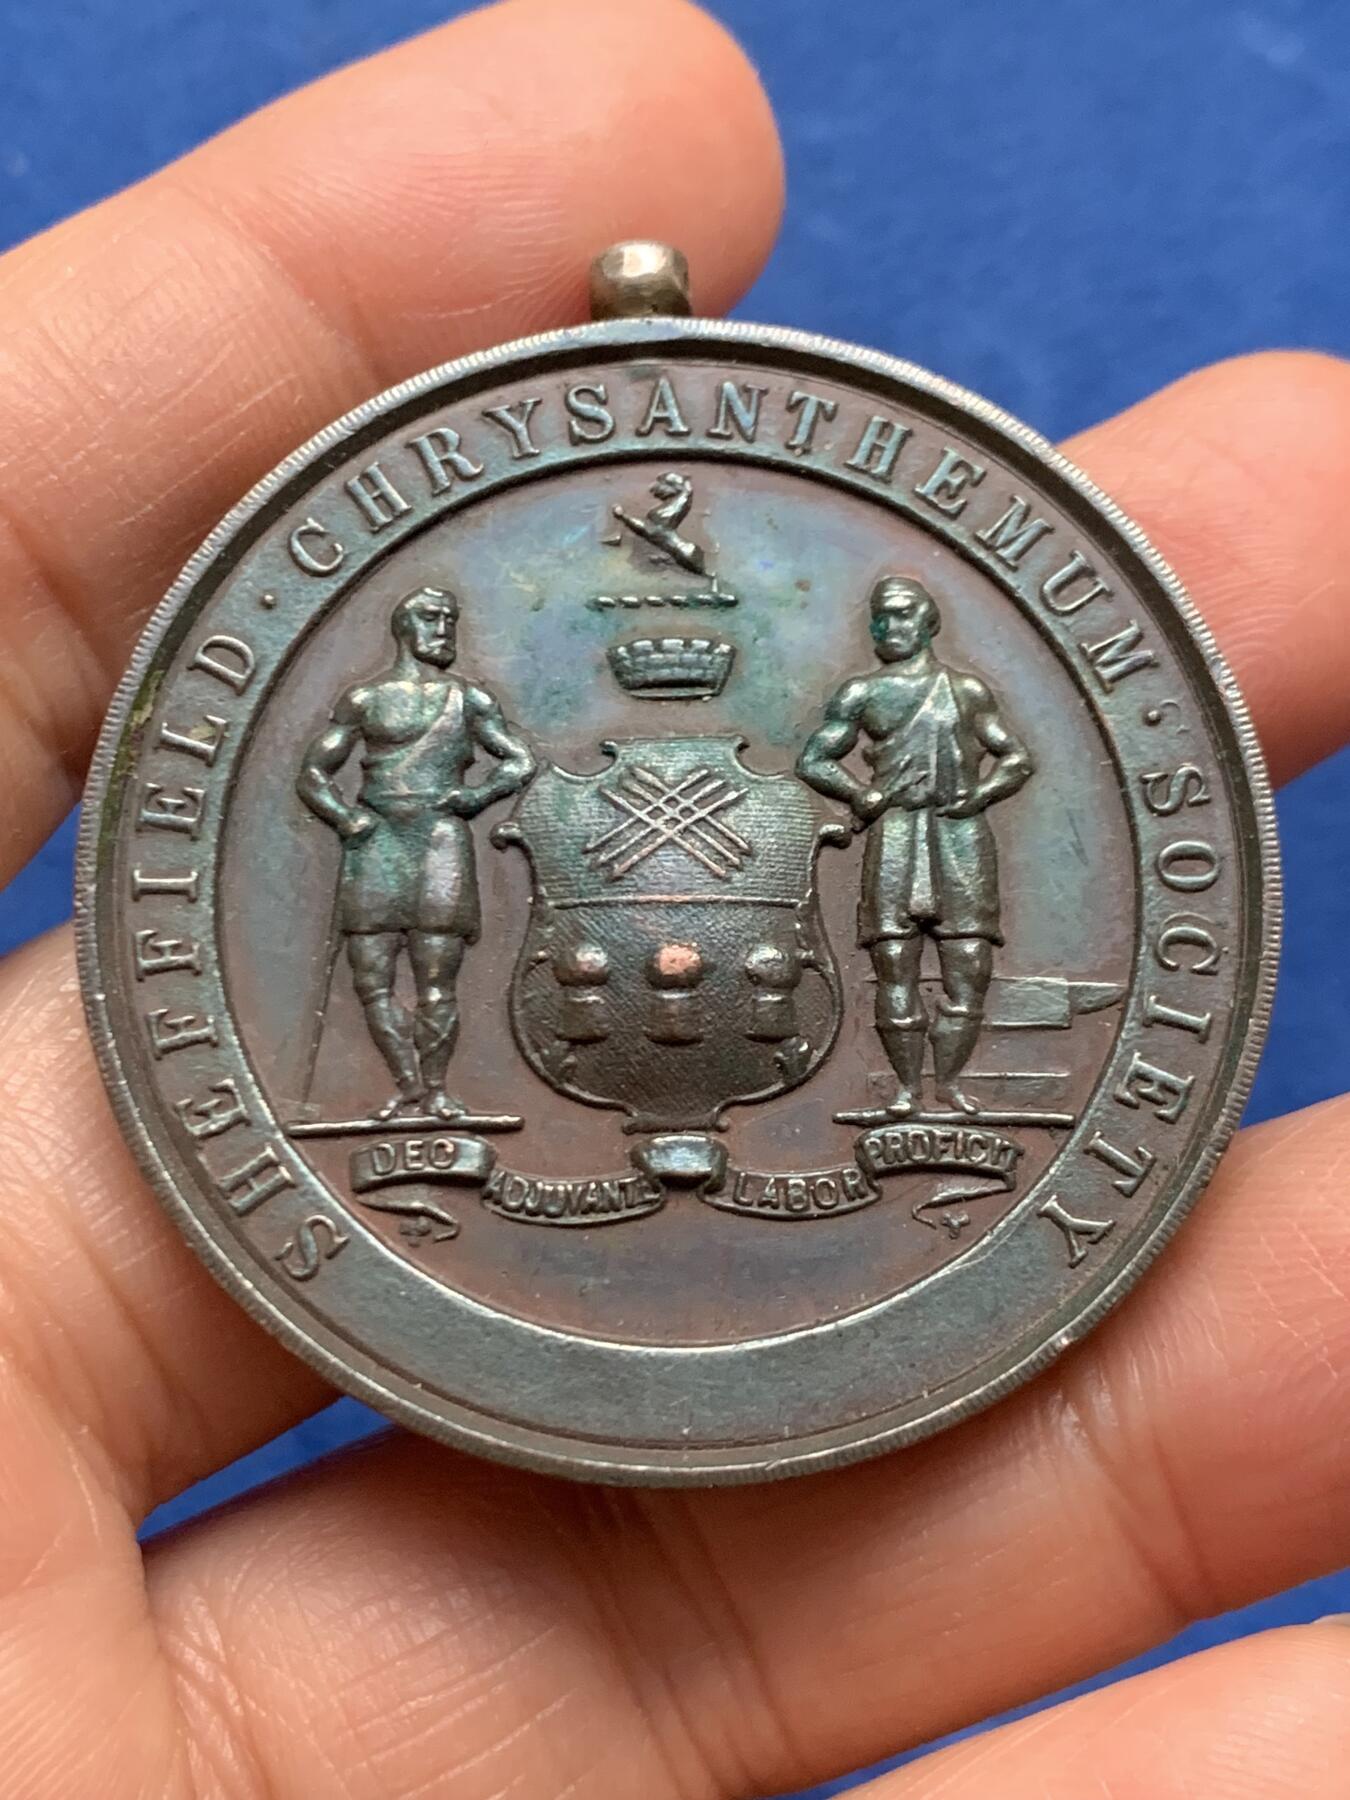 SHEFFIELD · CHRYSANTHEMUM · SOCIETY
DEO ADJUVANTE LABOR PROFICIT